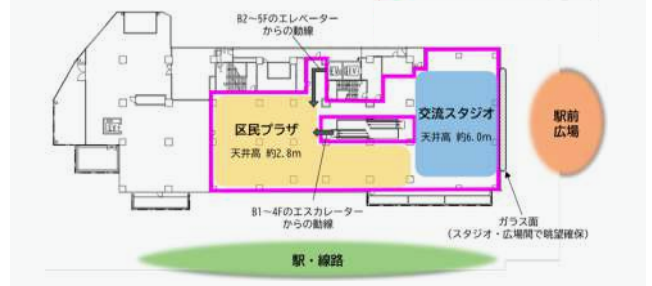 B2～5Fのエレベーター
からの動線
区民プラザ
天井高 約2.8m
交流スタジオ
天井高 約6.0m
駅前
広場
B1～4Fのエスカレーター
からの動線
ガラス面
(スタジオ・広場間で眺望確保)
駅・線路